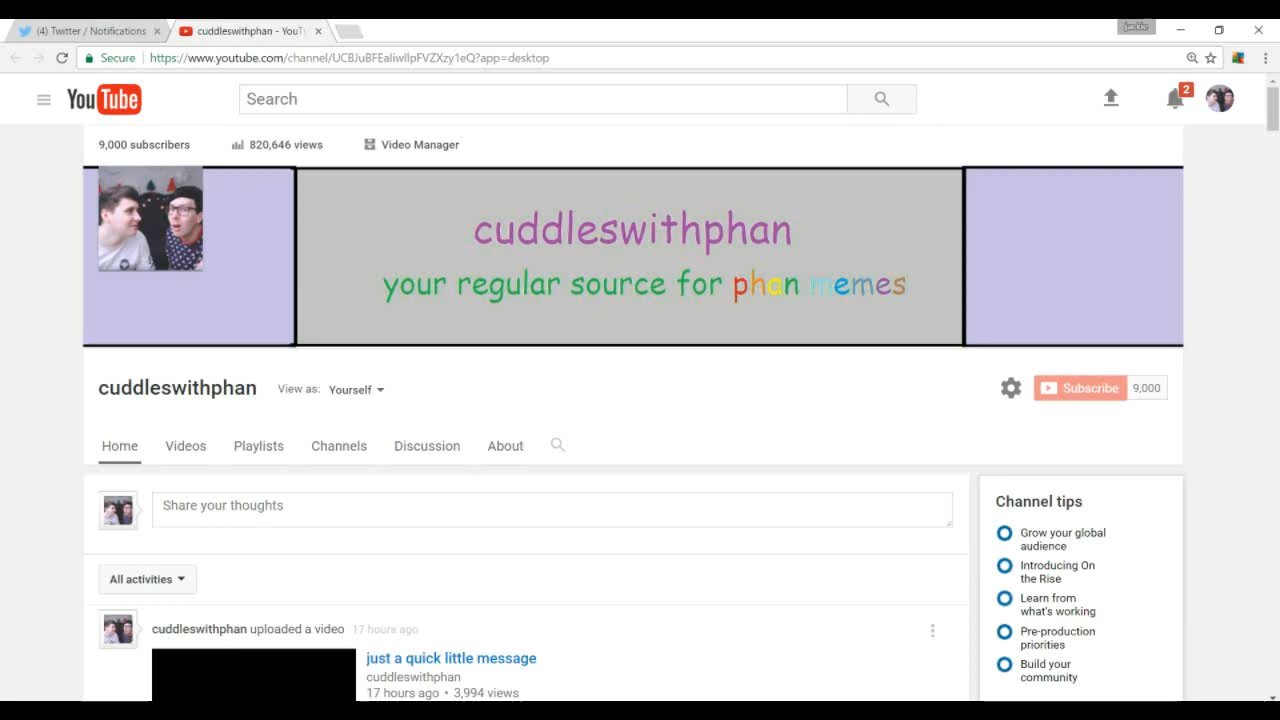 (4) Twitter / Notifications
cuddleswithphan - YouTu
jackie
Secure https://www.youtube.com/channel/UCBJuBFEaIiwlIpFVZXzy1eQ?app=desktop
YouTube
Search
2
9,000 subscribers 820,646 views Video Manager
cuddleswithphan
your regular source for phan memes
cuddleswithphan View as: Yourself
Subscribe 9,000
Home Videos Playlists Channels Discussion About
Share your thoughts
All activities
cuddleswithphan uploaded a video 17 hours ago
just a quick little message
cuddleswithphan
17 hours ago • 3,994 views
Channel tips
Grow your global
audience
Introducing On
the Rise
Learn from
what's working
Pre-production
priorities
Build your
community